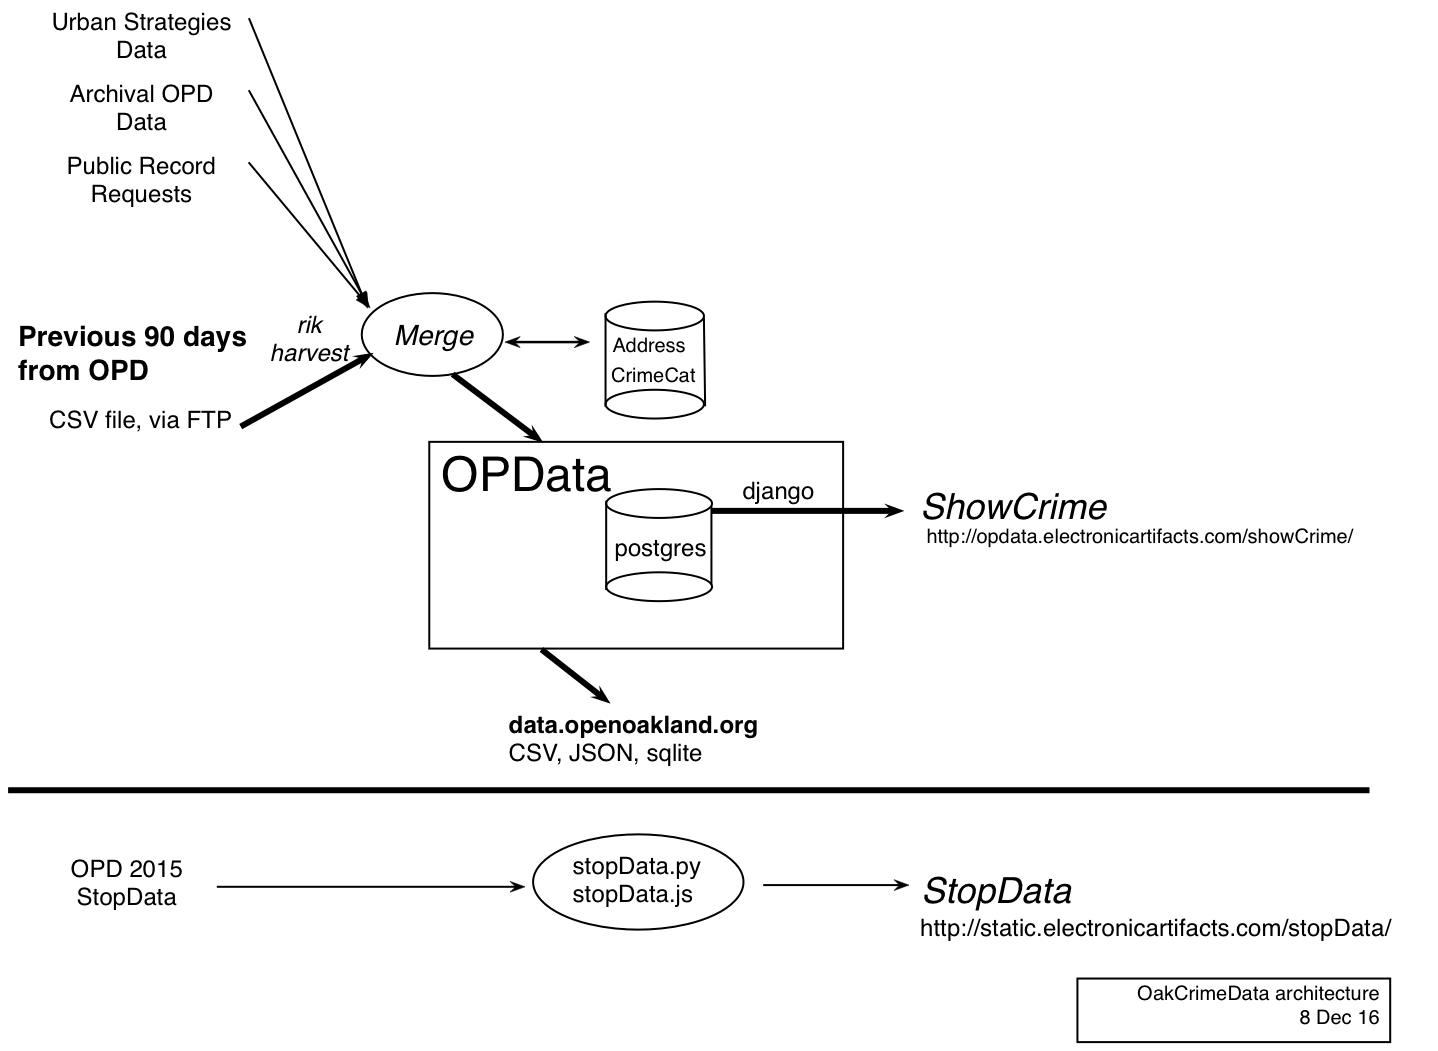 Urban Strategies
Data
Archival OPD
Data
Public Record
Requests
Previous 90 days
from OPD
CSV file, via FTP
rik
harvest
Merge
Address
CrimeCat
OPData
postgres
django
ShowCrime
http://opdata.electronicartifacts.com/showCrime/
data.openoakland.org
CSV, JSON, sqlite
OPD 2015
StopData
stopData.py
stopData.js
StopData
http://static.electronicartifacts.com/stopData/
OakCrimeData architecture
8 Dec 16